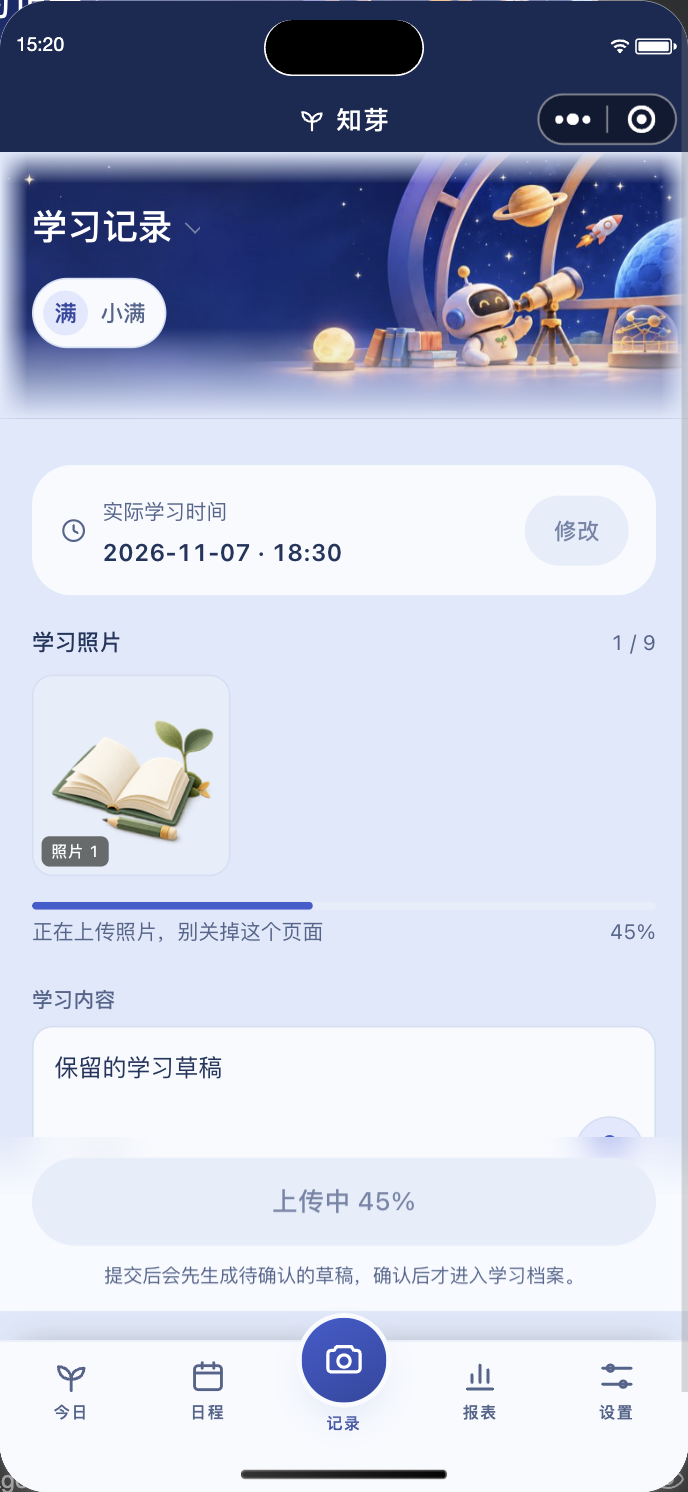 15:20
知芽
学习记录
满 小满
实际学习时间
2026-11-07 · 18:30
修改
学习照片
1 / 9
照片 1
正在上传照片，别关掉这个页面
45%
学习内容
保留的学习草稿
上传中 45%
提交后会先生成待确认的草稿，确认后才进入学习档案。
今日
日程
记录
报表
设置